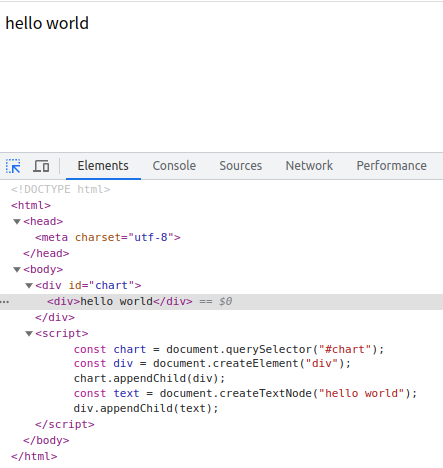 hello world
Elements Console Sources Network Performance
<!DOCTYPE html>
<html>
<head>
<meta charset="utf-8">
</head>
<body>
<div id="chart">
<div>hello world</div> == $0
</div>
<script>
const chart = document.querySelector("#chart");
const div = document.createElement("div");
chart.appendChild(div);
const text = document.createTextNode("hello world");
div.appendChild(text);
</script>
</body>
</html>